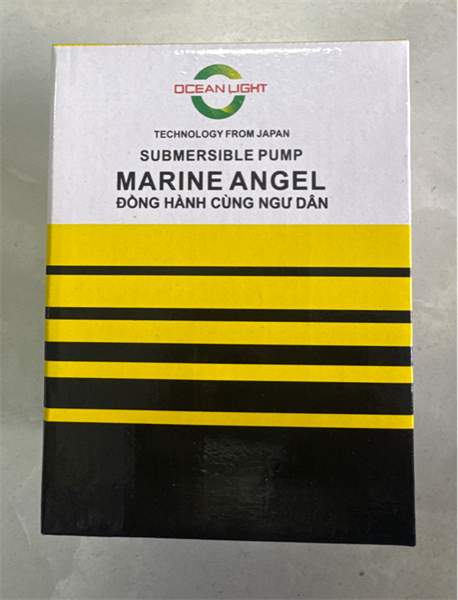 OCEAN LIGHT
TECHNOLOGY FROM JAPAN
SUBMERSIBLE PUMP
MARINE ANGEL
ĐỒNG HÀNH CÙNG NGƯ DÂN